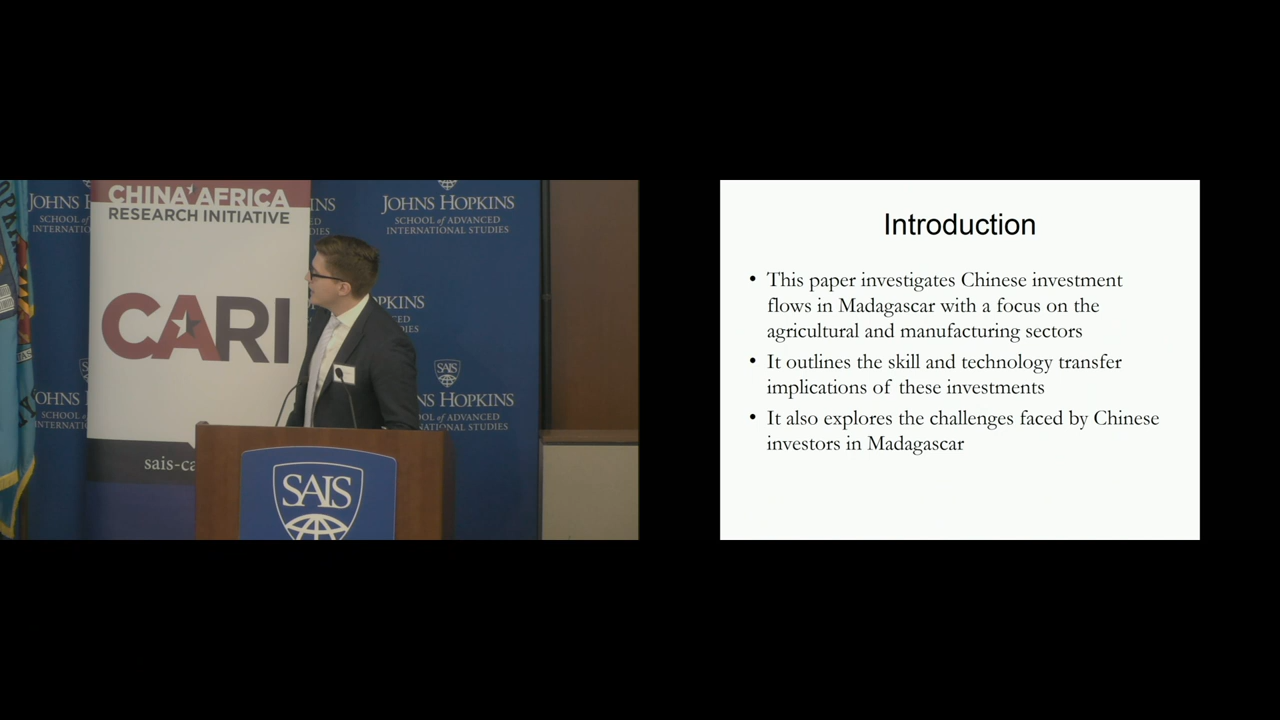 CHINA AFRICA
RESEARCH INITIATIVE
CARI
sais-ca
JOHNS HOPKINS
SCHOOL of ADVANCED
INTERNATIONAL STUDIES
SAIS
JOHNS HOPKINS
SCHOOL of ADVANCED
INTERNATIONAL STUDIES
SAIS
Introduction
• This paper investigates Chinese investment
flows in Madagascar with a focus on the
agricultural and manufacturing sectors
• It outlines the skill and technology transfer
implications of these investments
• It also explores the challenges faced by Chinese
investors in Madagascar